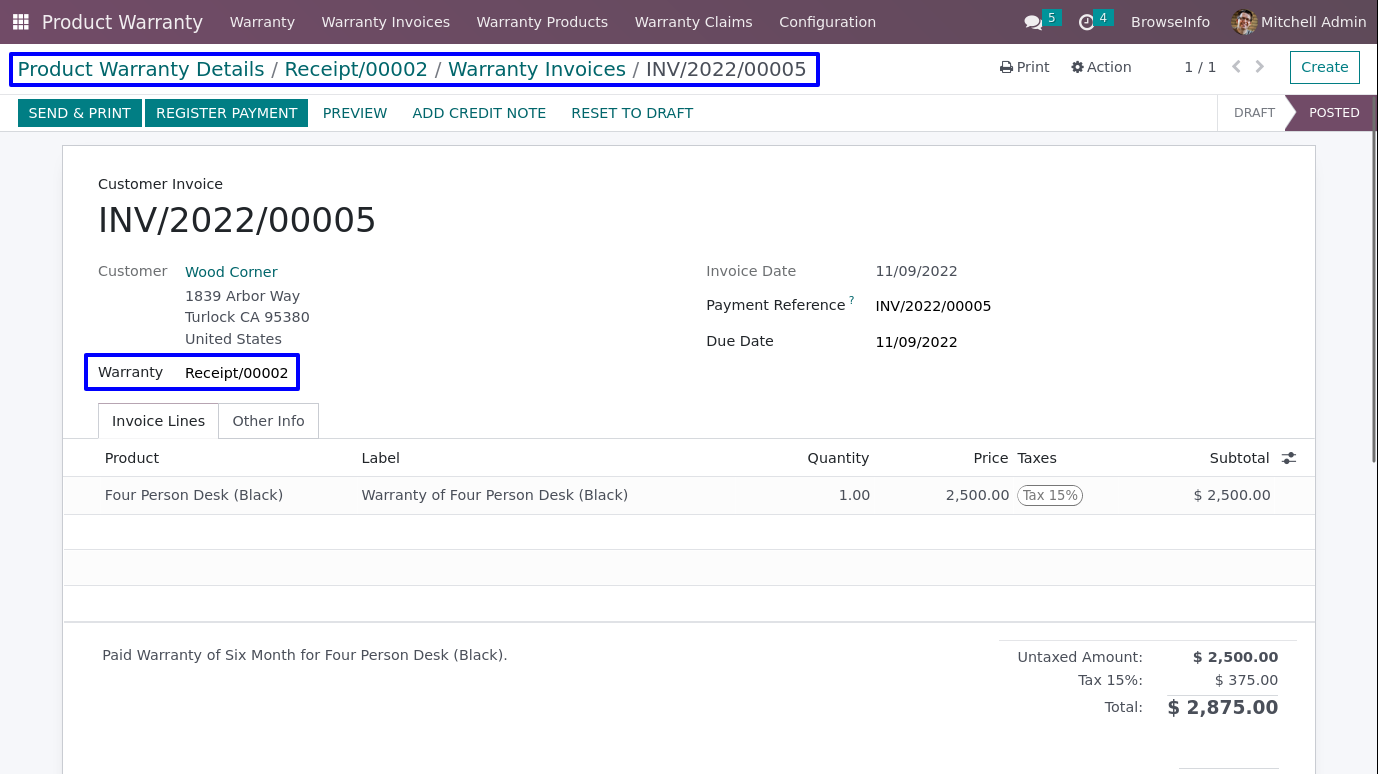 Product Warranty Warranty Warranty Invoices Warranty Products Warranty Claims Configuration 5 4 BrowseInfo Mitchell Admin
Product Warranty Details / Receipt/00002 / Warranty Invoices / INV/2022/00005 Print Action 1 / 1 Create
SEND & PRINT REGISTER PAYMENT PREVIEW ADD CREDIT NOTE RESET TO DRAFT DRAFT POSTED
Customer Invoice
INV/2022/00005
Customer Wood Corner Invoice Date 11/09/2022
1839 Arbor Way
Payment Reference ? INV/2022/00005
Turlock CA 95380
United States Due Date 11/09/2022
Warranty Receipt/00002
Invoice Lines Other Info
Product Label Quantity Price Taxes Subtotal
Four Person Desk (Black) Warranty of Four Person Desk (Black) 1.00 2,500.00 Tax 15% $ 2,500.00
Paid Warranty of Six Month for Four Person Desk (Black). Untaxed Amount: $ 2,500.00
Tax 15%: $ 375.00
Total: $ 2,875.00